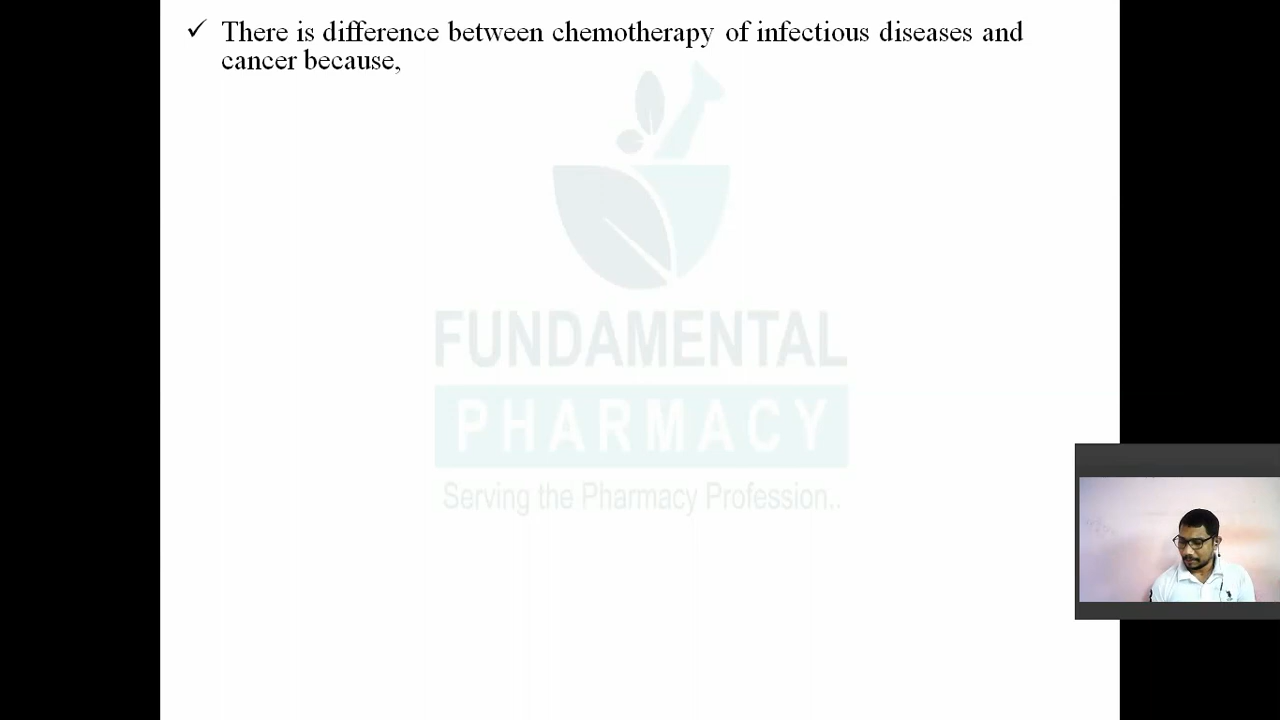 ✓ There is difference between chemotherapy of infectious diseases and
cancer because,
FUNDAMENTAL
PHARMACY
Serving the Pharmacy Profession..